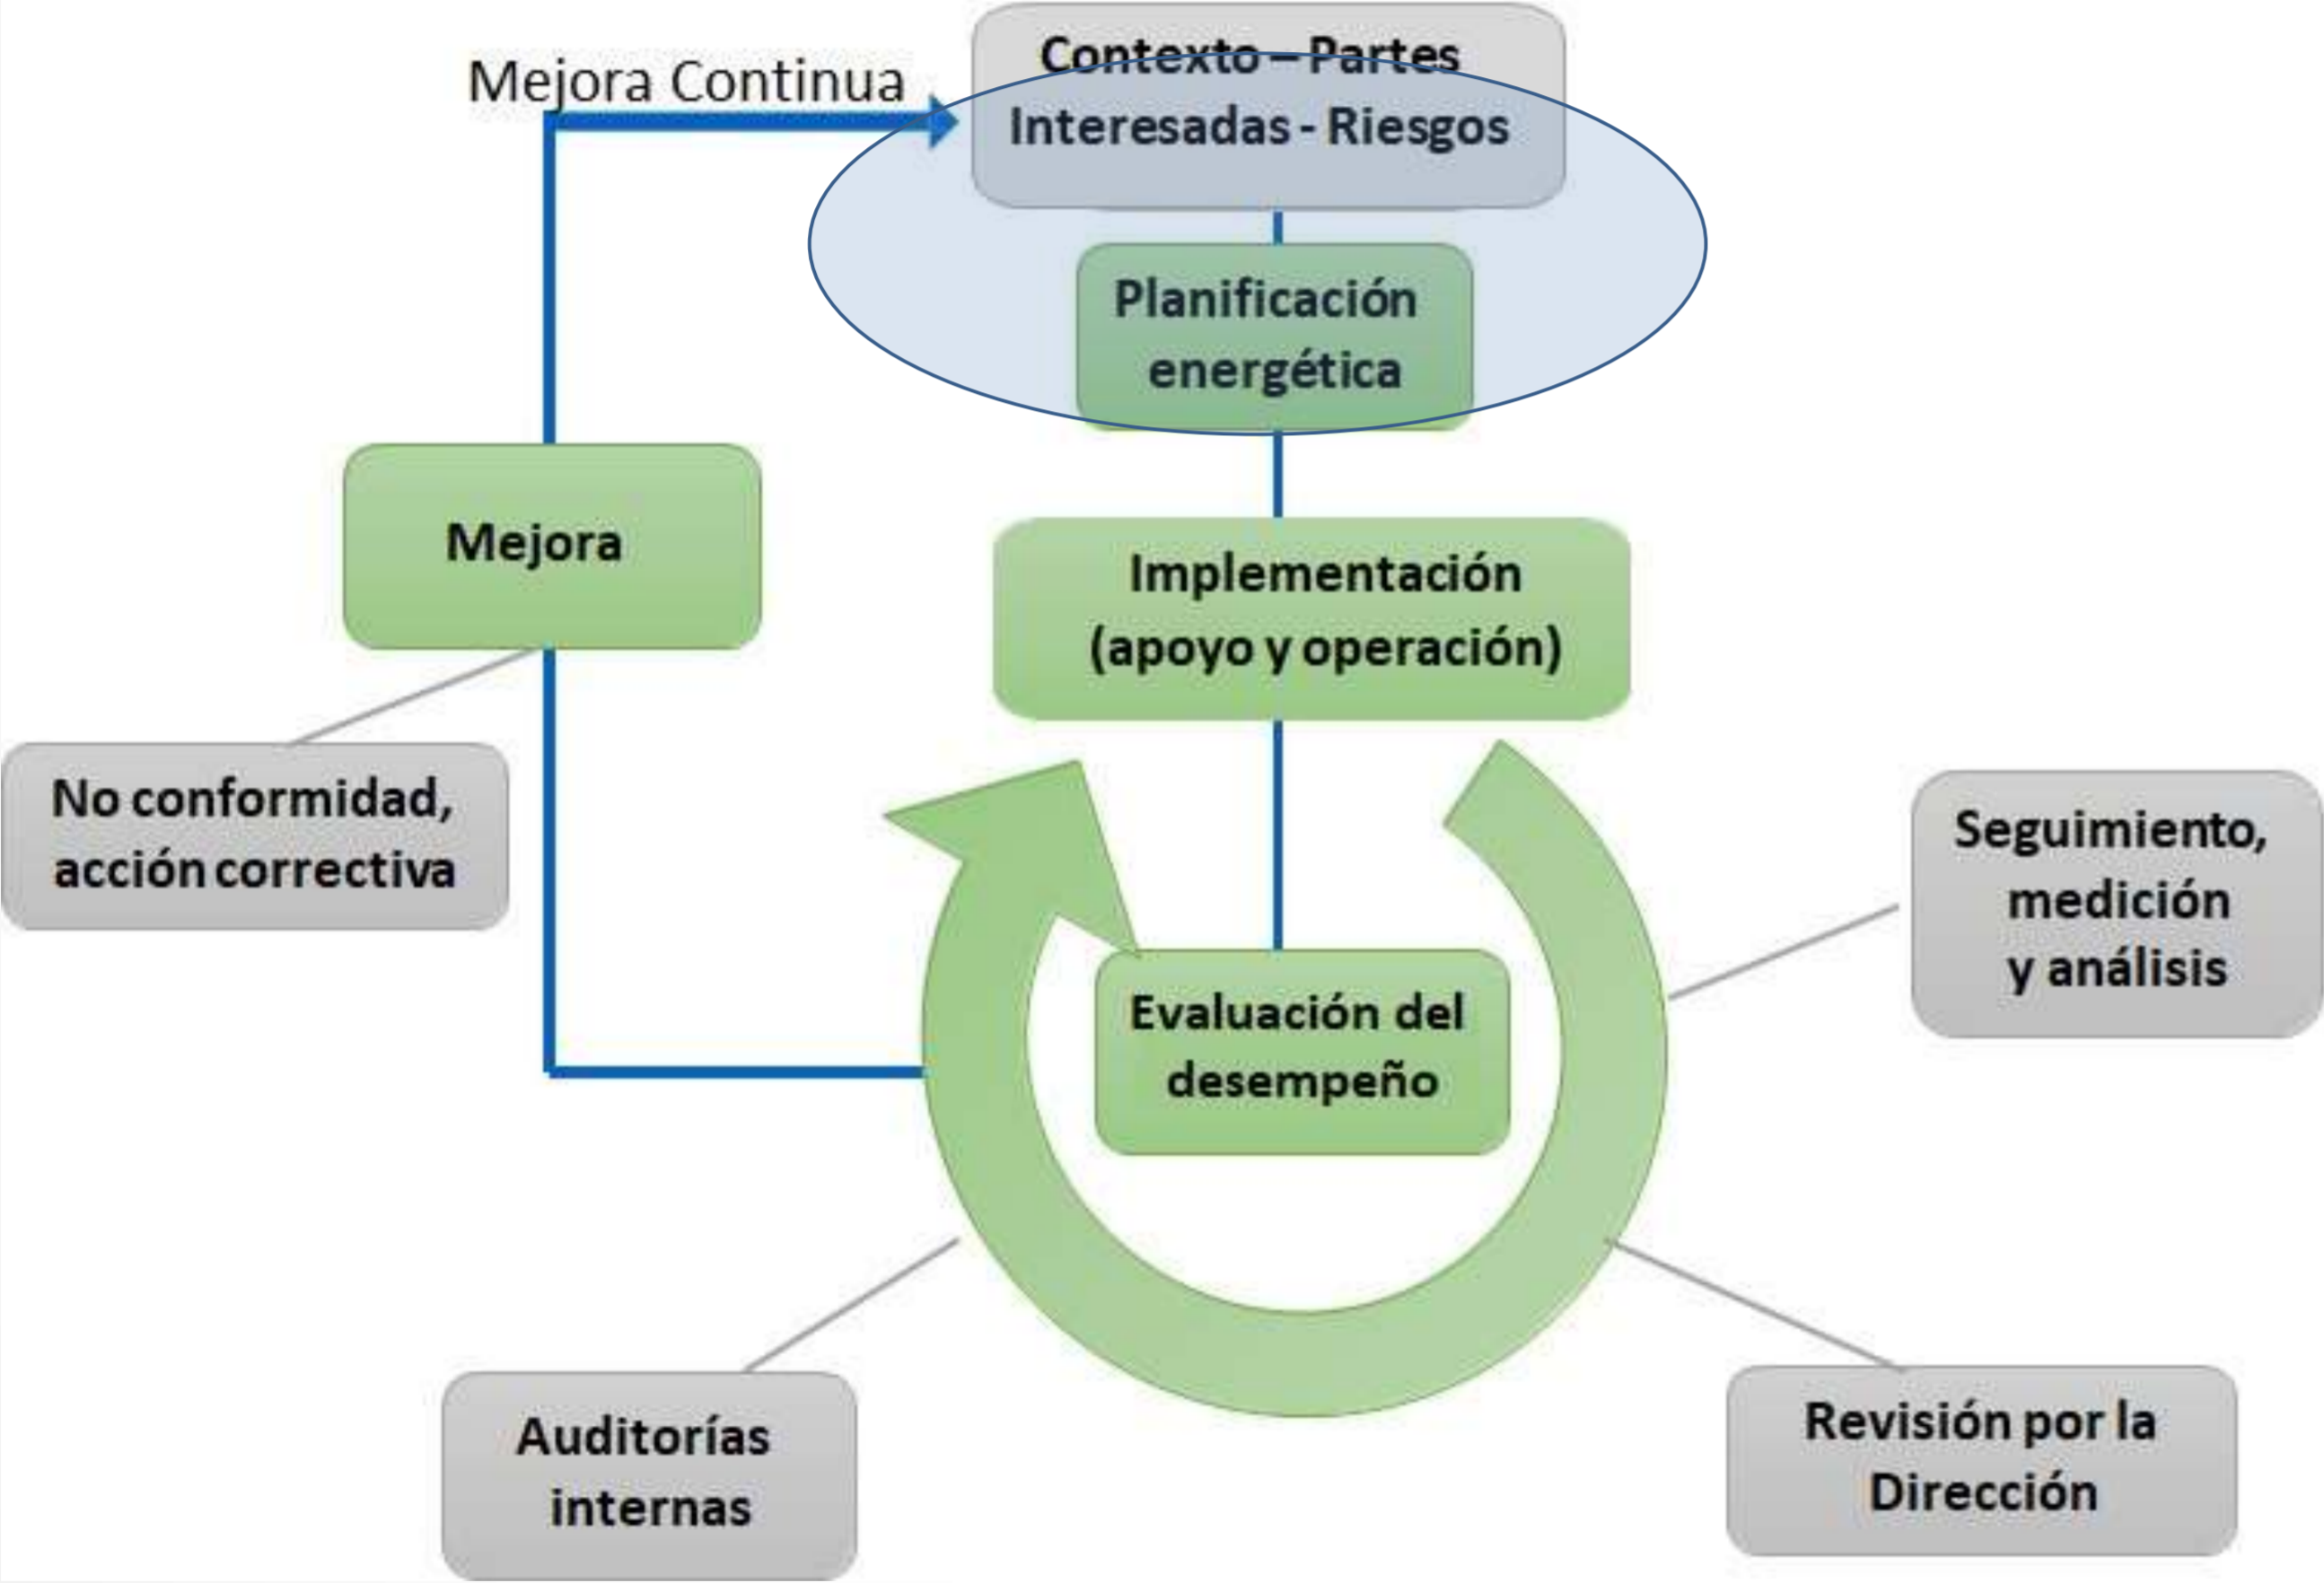 Mejora Continua
Contexto – Partes
Interesadas - Riesgos
Planificación
energética
Mejora
Implementación
(apoyo y operación)
No conformidad,
acción correctiva
Seguimiento,
medición
y análisis
Evaluación del
desempeño
Auditorías
internas
Revisión por la
Dirección